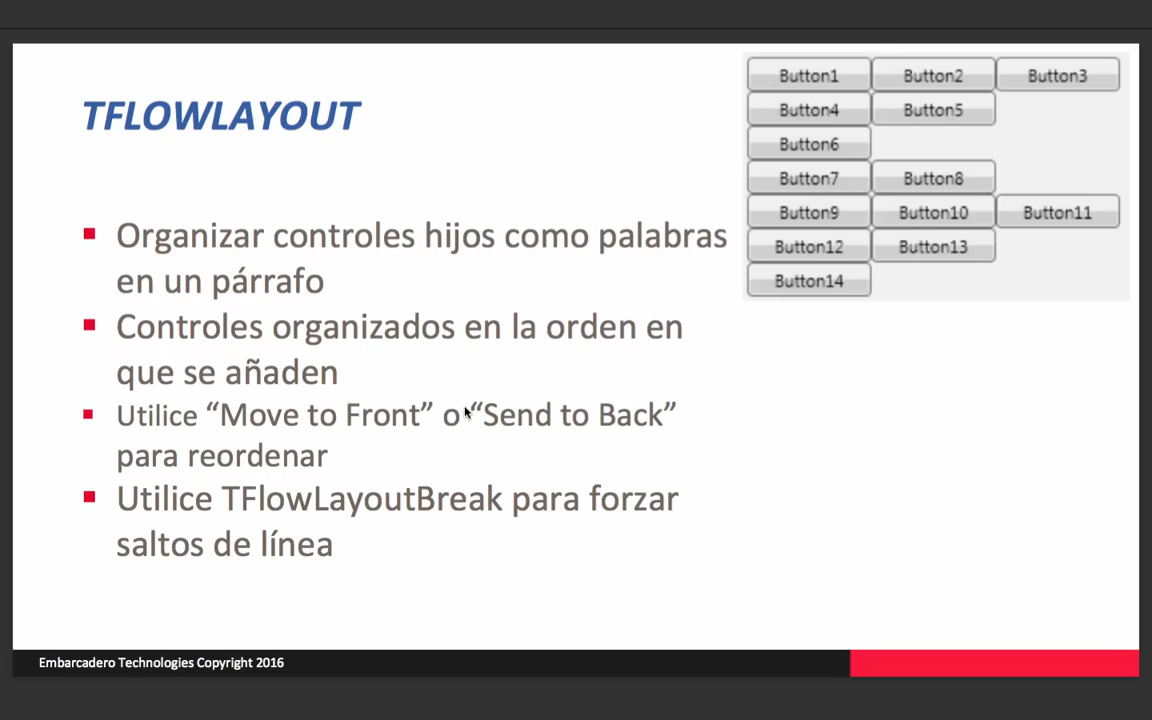 TFLOWLAYOUT
Organizar controles hijos como palabras
en un párrafo
Controles organizados en la orden en
que se añaden
Utilice “Move to Front” o “Send to Back”
para reordenar
Utilice TFlowLayoutBreak para forzar
saltos de línea
Button1 Button2 Button3
Button4 Button5
Button6
Button7 Button8
Button9 Button10 Button11
Button12 Button13
Button14
Embarcadero Technologies Copyright 2016